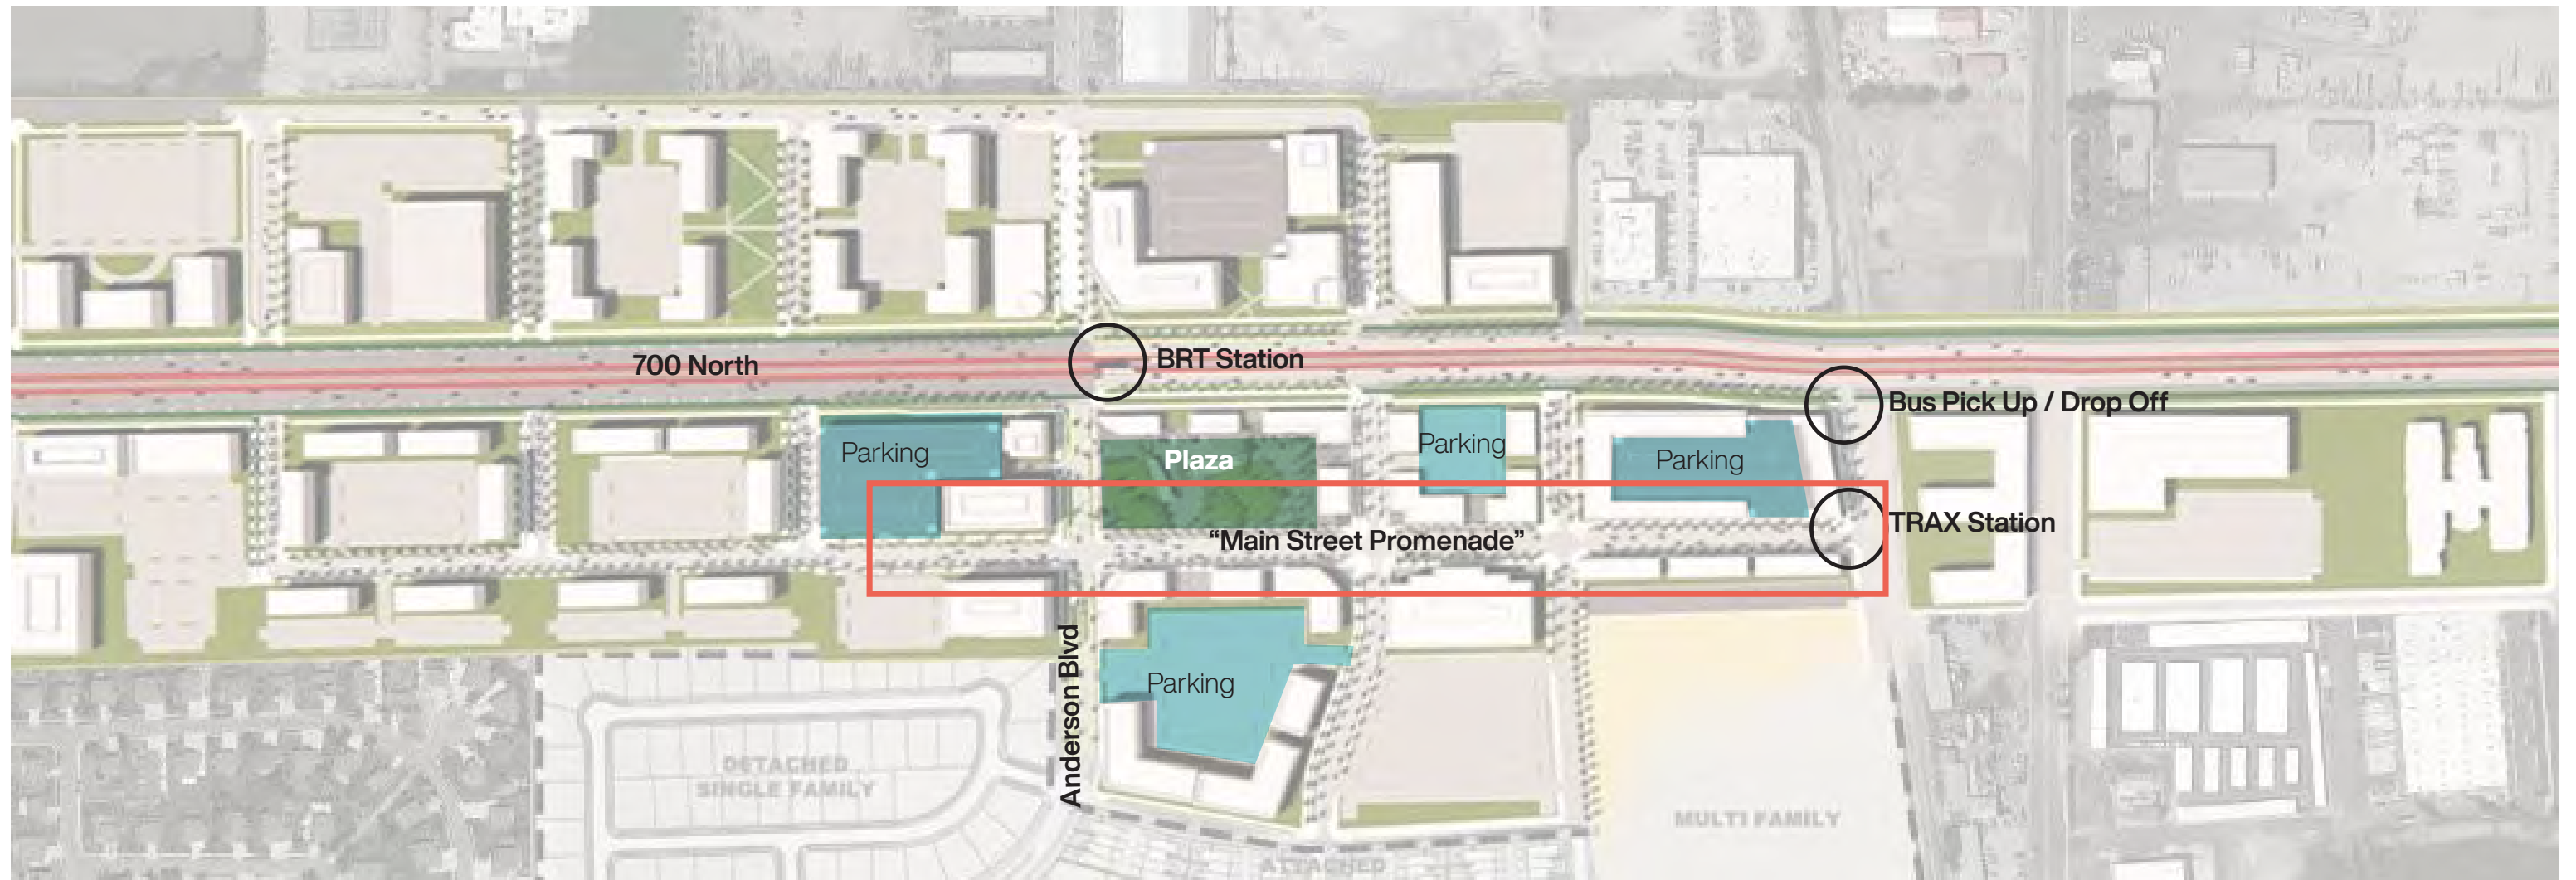 700 North
BRT Station
Bus Pick Up / Drop Off
Parking
Plaza
Parking
Parking
TRAX Station
“Main Street Promenade”
Anderson Blvd
Parking
DETACHED
SINGLE FAMILY
MULTI FAMILY
ATTACHED